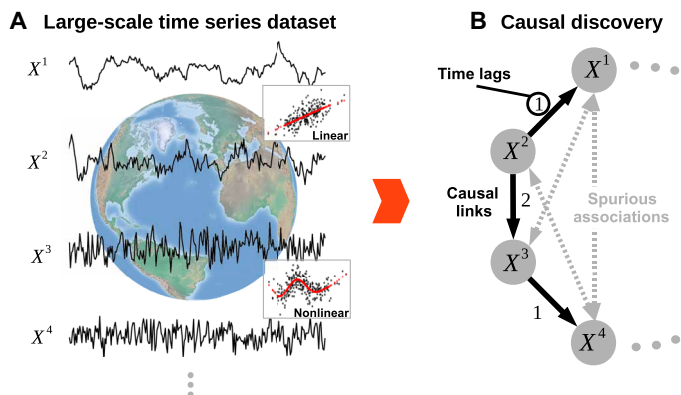 A Large-scale time series dataset
X¹
Linear
X²
X³
Nonlinear
X⁴
B Causal discovery
Time lags
1
X¹
X²
Causal
links
2
Spurious
associations
X³
1
X⁴